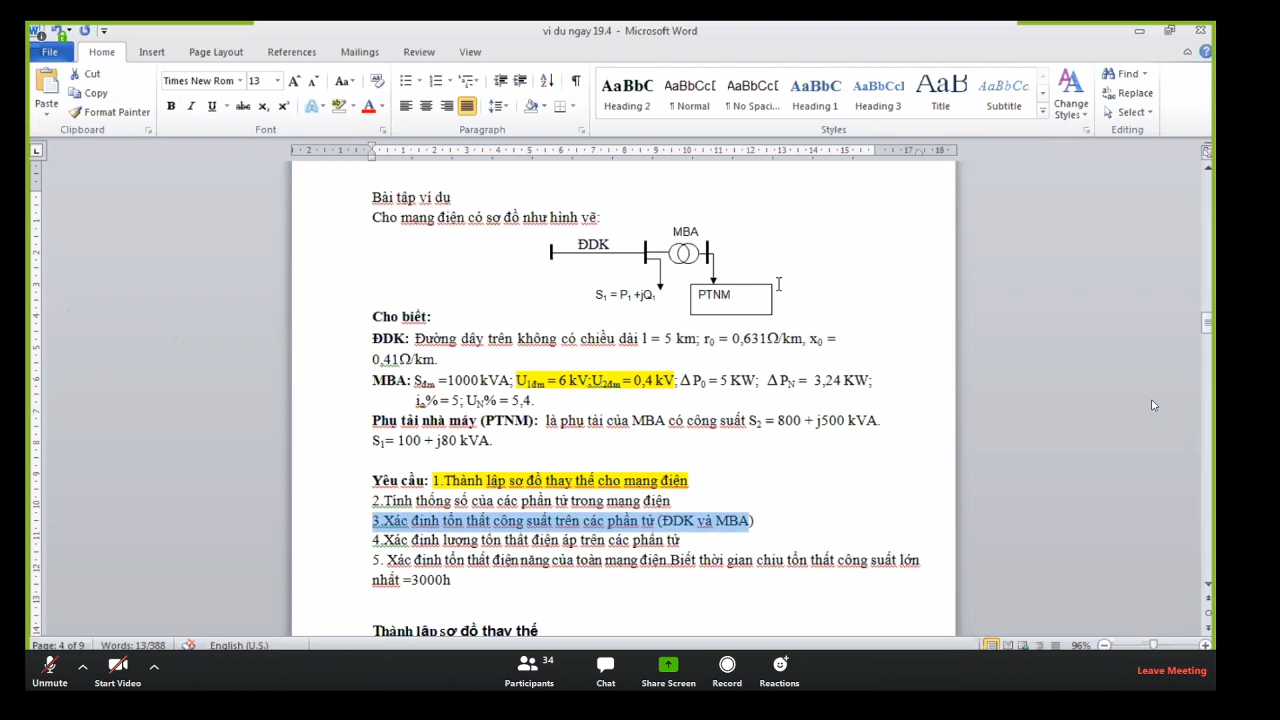 vi du ngay 19.4 - Microsoft Word
File Home Insert Page Layout References Mailings Review View
Cut
Copy
Format Painter
Paste
Times New Rom 13
Heading 2 ¶ Normal ¶ No Spaci... Heading 1 Heading 3 Title Subtitle
Change Styles
Find
Replace
Select
Clipboard Font Paragraph Styles Editing
Bài tập ví dụ
Cho mạng điện có sơ đồ như hình vẽ:
MBA
ĐDK
S₁ = P₁ +jQ₁
PTNM
Cho biết:
ĐDK: Đường dây trên không có chiều dài l = 5 km; r₀ = 0,631Ω/km, x₀ =
0,41Ω/km.
MBA: Sđm =1000 kVA; U1đm = 6 kV;U2đm = 0,4 kV; Δ P₀ = 5 KW; Δ PN = 3,24 KW;
i₀% = 5; UN% = 5,4.
Phụ tải nhà máy (PTNM): là phụ tải của MBA có công suất S₂ = 800 + j500 kVA.
S₁= 100 + j80 kVA.
Yêu cầu: 1.Thành lập sơ đồ thay thế cho mạng điện
2.Tính thống số của các phần tử trong mạng điện
3.Xác định tổn thất công suất trên các phần tử (ĐDK và MBA)
4.Xác định lượng tổn thât điện áp trên các phần tử
5. Xác định tổn thất điện năng của toàn mạng điện.Biết thời gian chịu tổn thất công suất lớn
nhất =3000h
Thành lập sơ đồ thay thế
Page: 4 of 9 Words: 13/388 English (U.S.) 96%
Unmute Start Video Participants 34 Chat Share Screen Record Reactions Leave Meeting